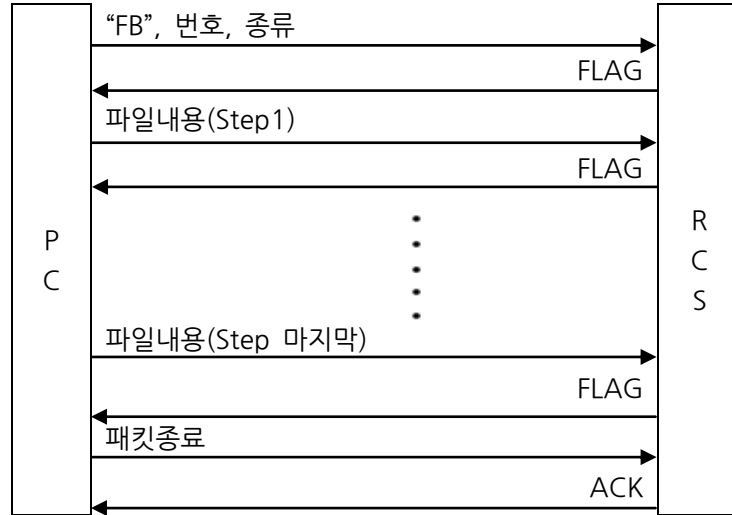 “FB”, 번호, 종류
FLAG
파일내용(Step1)
FLAG
P
C
R
C
S
파일내용(Step 마지막)
FLAG
패킷종료
ACK